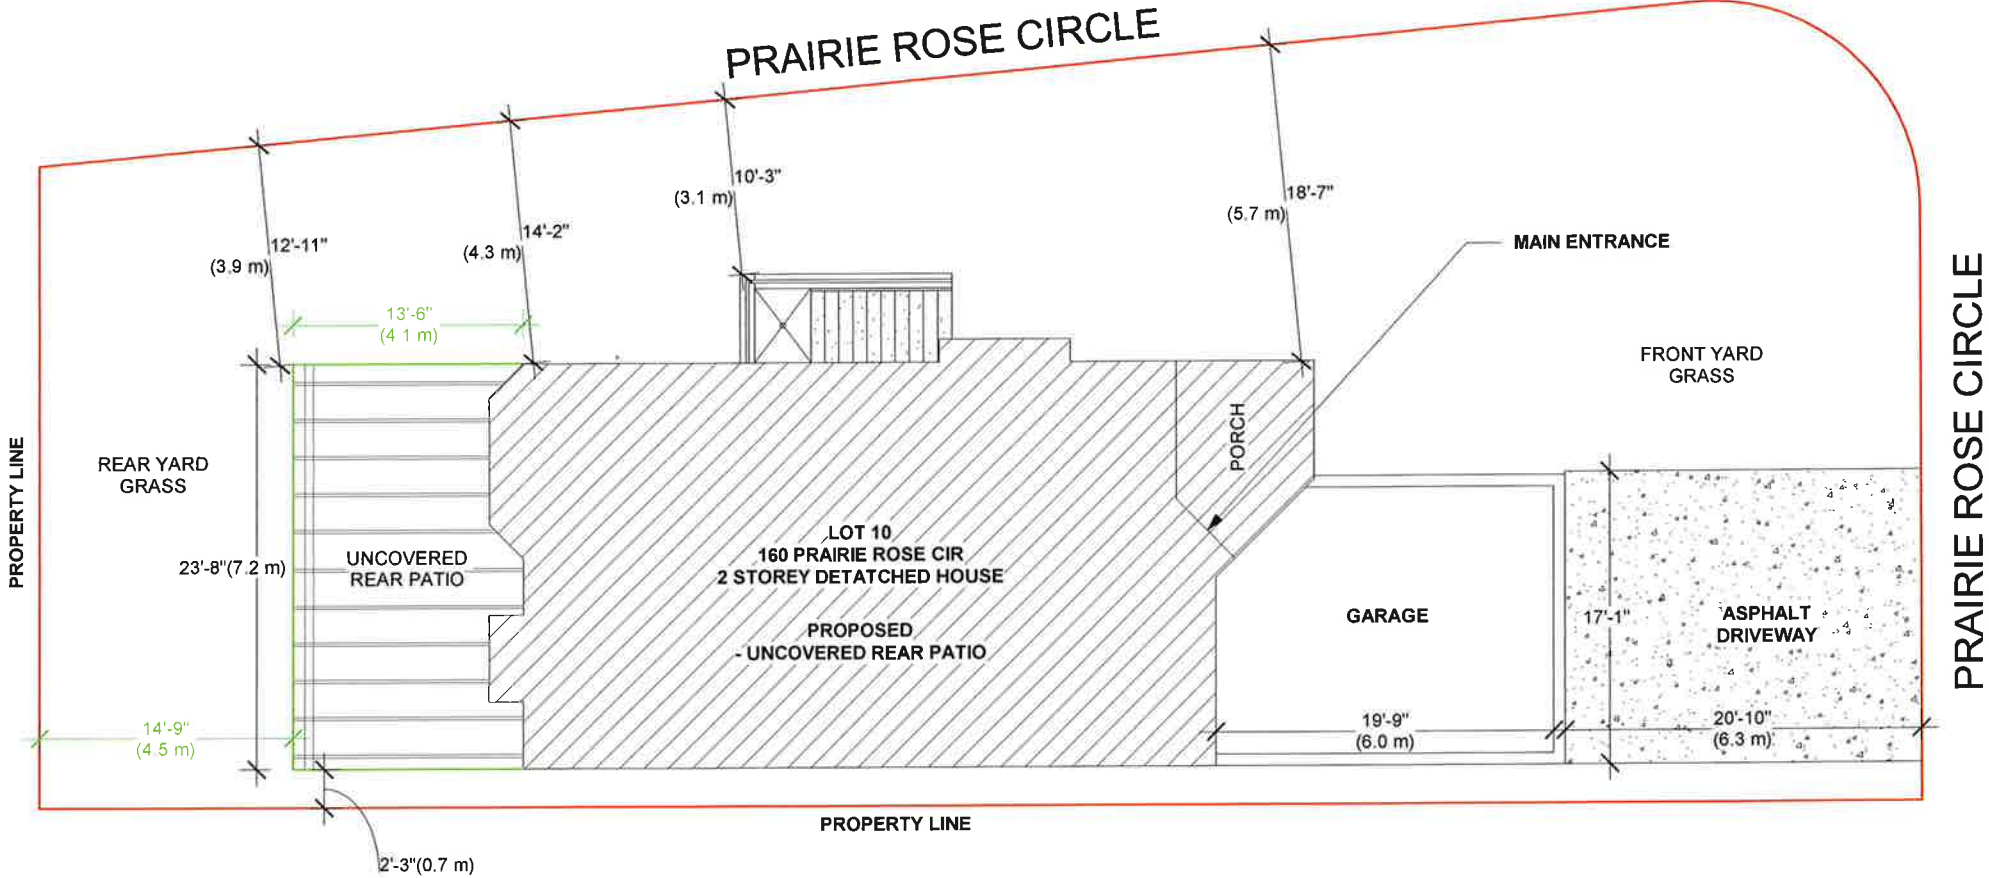 PRAIRIE ROSE CIRCLE
10'-3"
(3.1 m)
18'-7"
(5.7 m)
12'-11"
(3.9 m)
14'-2"
(4.3 m)
MAIN ENTRANCE
13'-6"
(4.1 m)
FRONT YARD
GRASS
PRAIRIE ROSE CIRCLE
PORCH
PROPERTY LINE
REAR YARD
GRASS
23'-8"(7.2 m)
UNCOVERED
REAR PATIO
LOT 10
160 PRAIRIE ROSE CIR
2 STOREY DETATCHED HOUSE
PROPOSED
- UNCOVERED REAR PATIO
GARAGE
17'-1"
ASPHALT
DRIVEWAY
14'-9"
(4.5 m)
19'-9"
(6.0 m)
20'-10"
(6.3 m)
PROPERTY LINE
2'-3"(0.7 m)